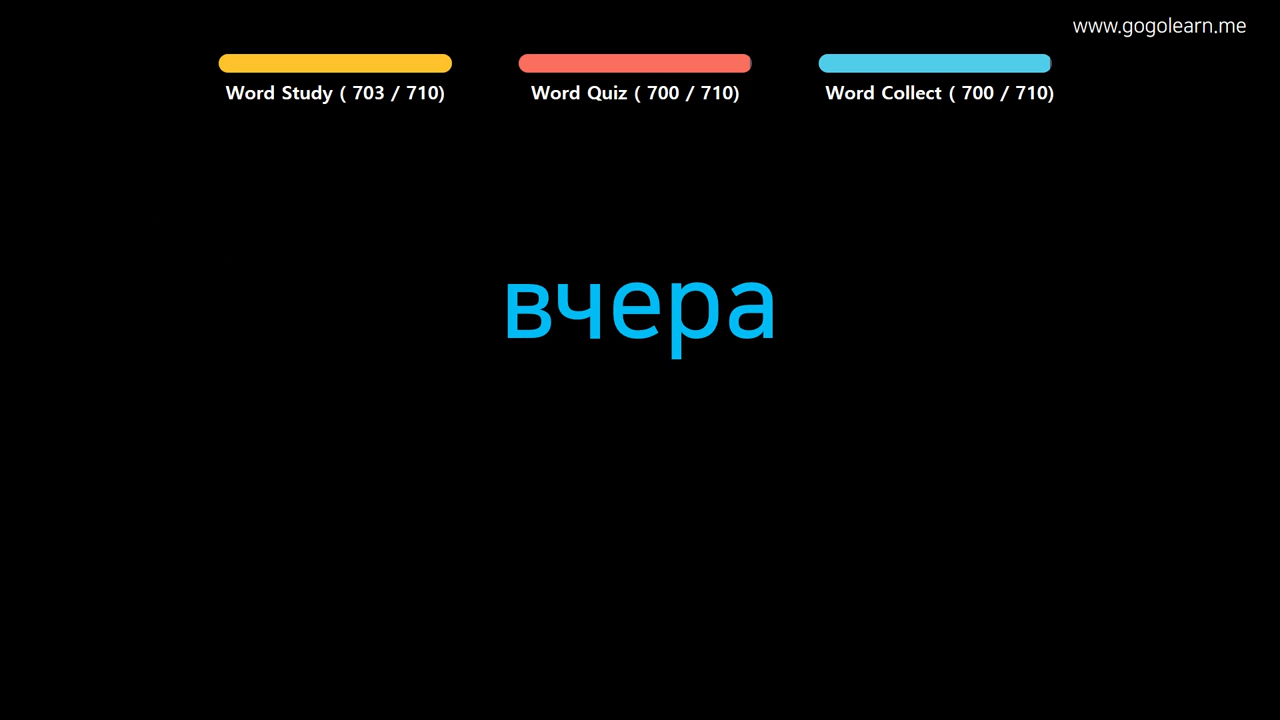 www.gogolearn.me
Word Study ( 703 / 710)
Word Quiz ( 700 / 710)
Word Collect ( 700 / 710)
вчера